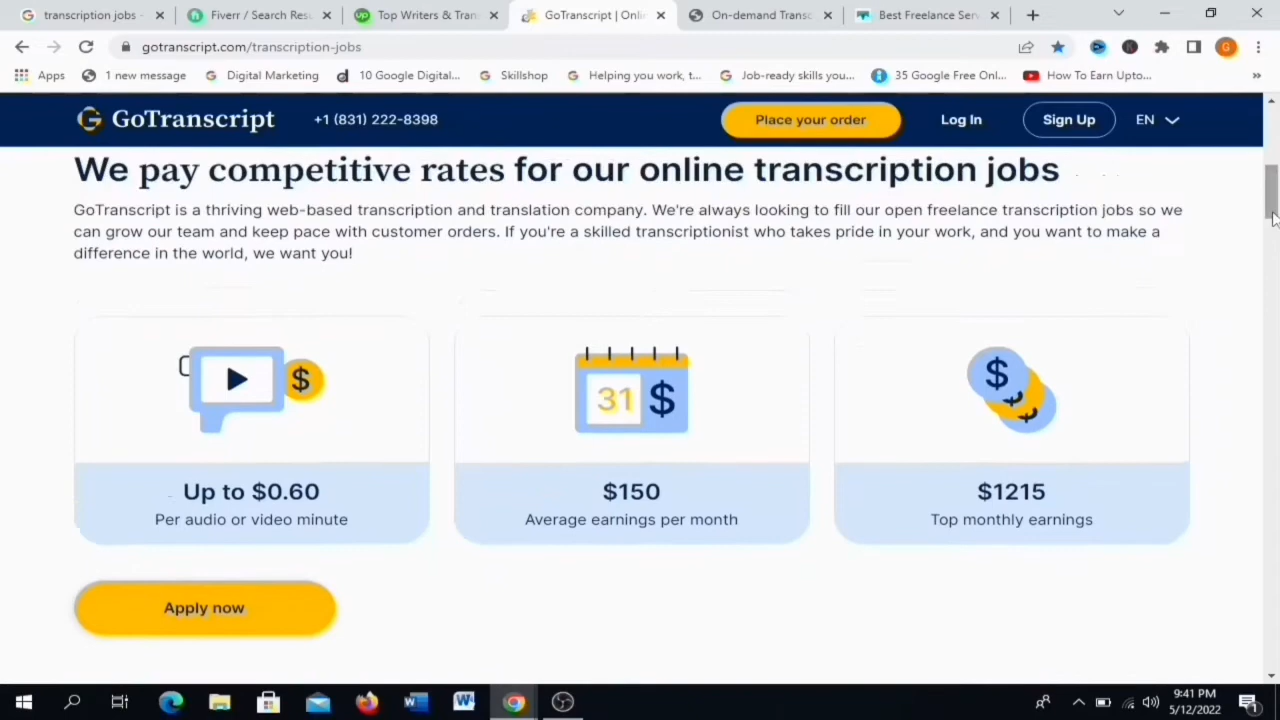 transcription jobs -
Fiverr / Search Resu
Top Writers & Tran
GoTranscript | Onli
On-demand Transc
Best Freelance Serv
gotranscript.com/transcription-jobs
Apps
1 new message
Digital Marketing
10 Google Digital...
Skillshop
Helping you work, t...
Job-ready skills you...
35 Google Free Onl...
How To Earn Upto...
GoTranscript
+1 (831) 222-8398
Place your order
Log In
Sign Up
EN
We pay competitive rates for our online transcription jobs
GoTranscript is a thriving web-based transcription and translation company. We're always looking to fill our open freelance transcription jobs so we
can grow our team and keep pace with customer orders. If you're a skilled transcriptionist who takes pride in your work, and you want to make a
difference in the world, we want you!
$
31 $
$
Up to $0.60
Per audio or video minute
$150
Average earnings per month
$1215
Top monthly earnings
Apply now
9:41 PM
5/12/2022